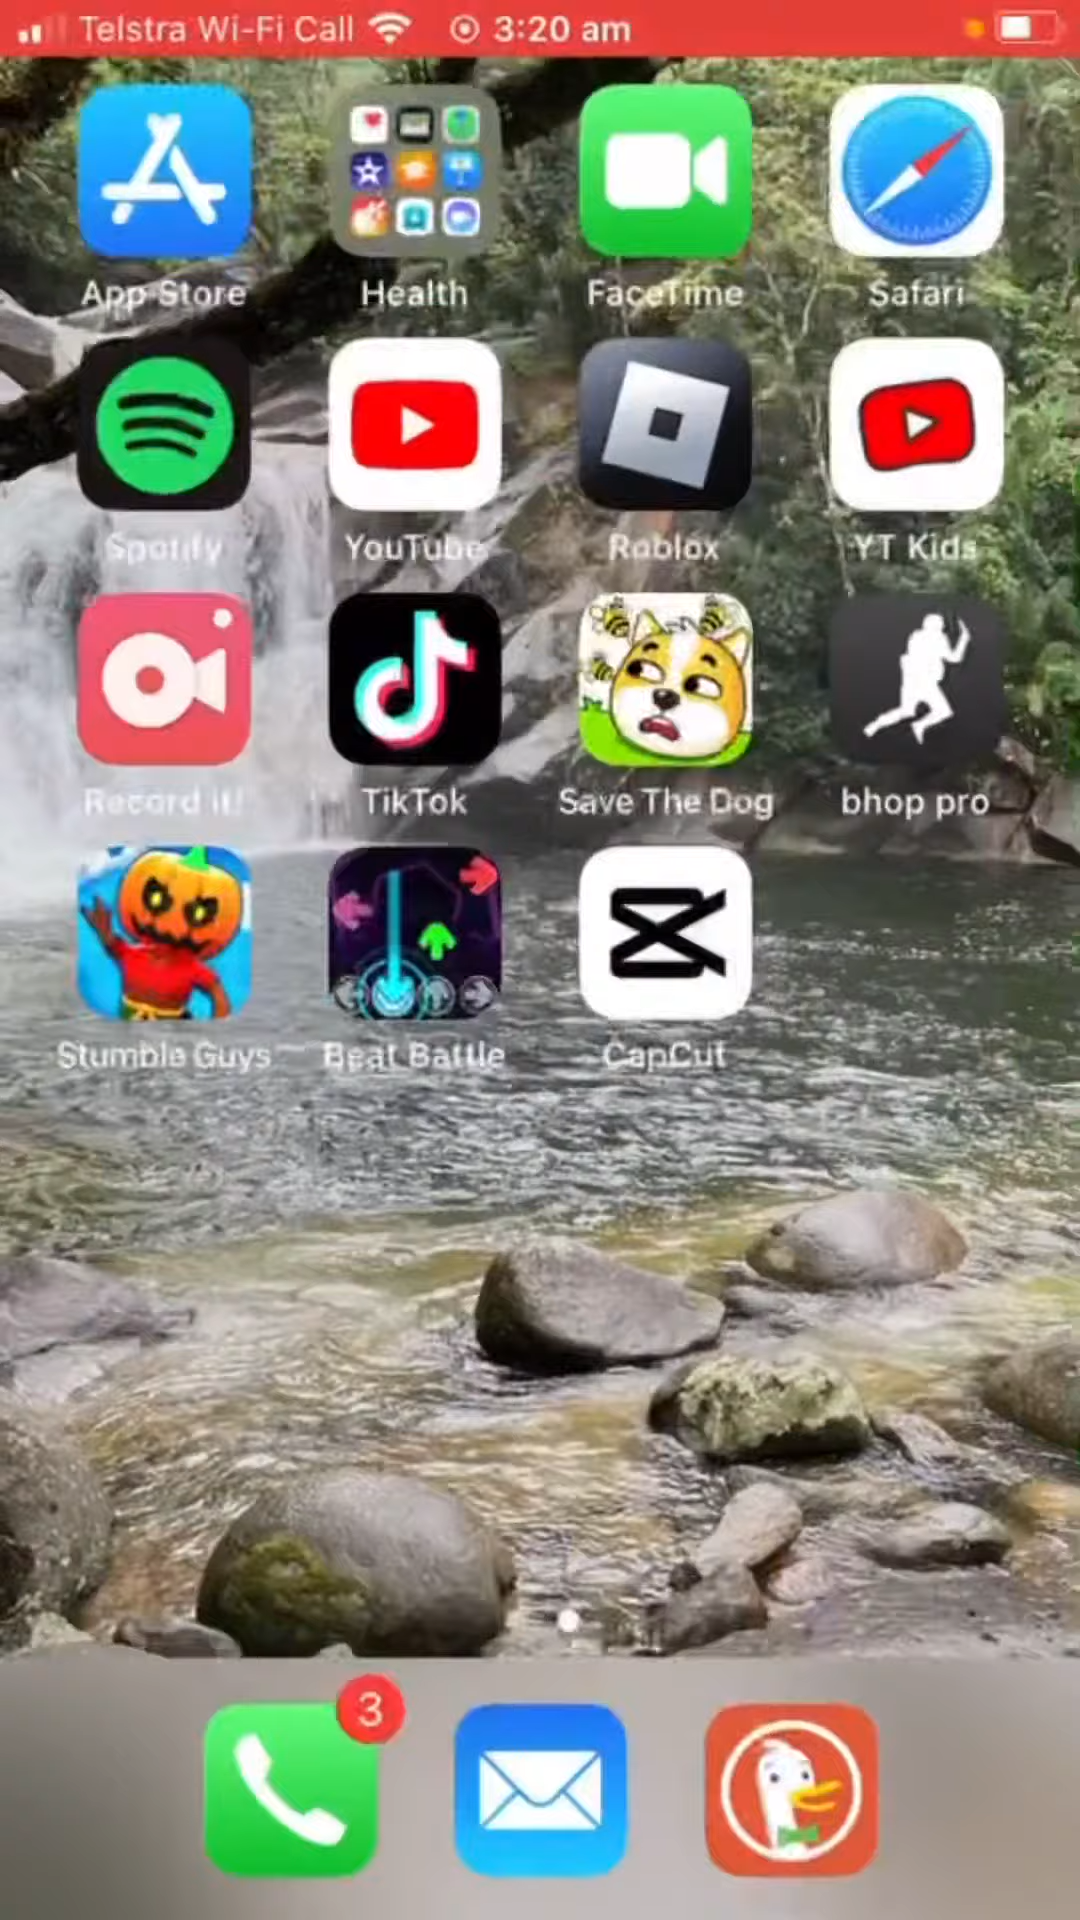 Telstra Wi-Fi Call 3:20 am
App Store Health FaceTime Safari
Spotify YouTube Roblox YT Kids
Record it! TikTok Save The Dog bhop pro
Stumble Guys Beat Battle CapCut
3